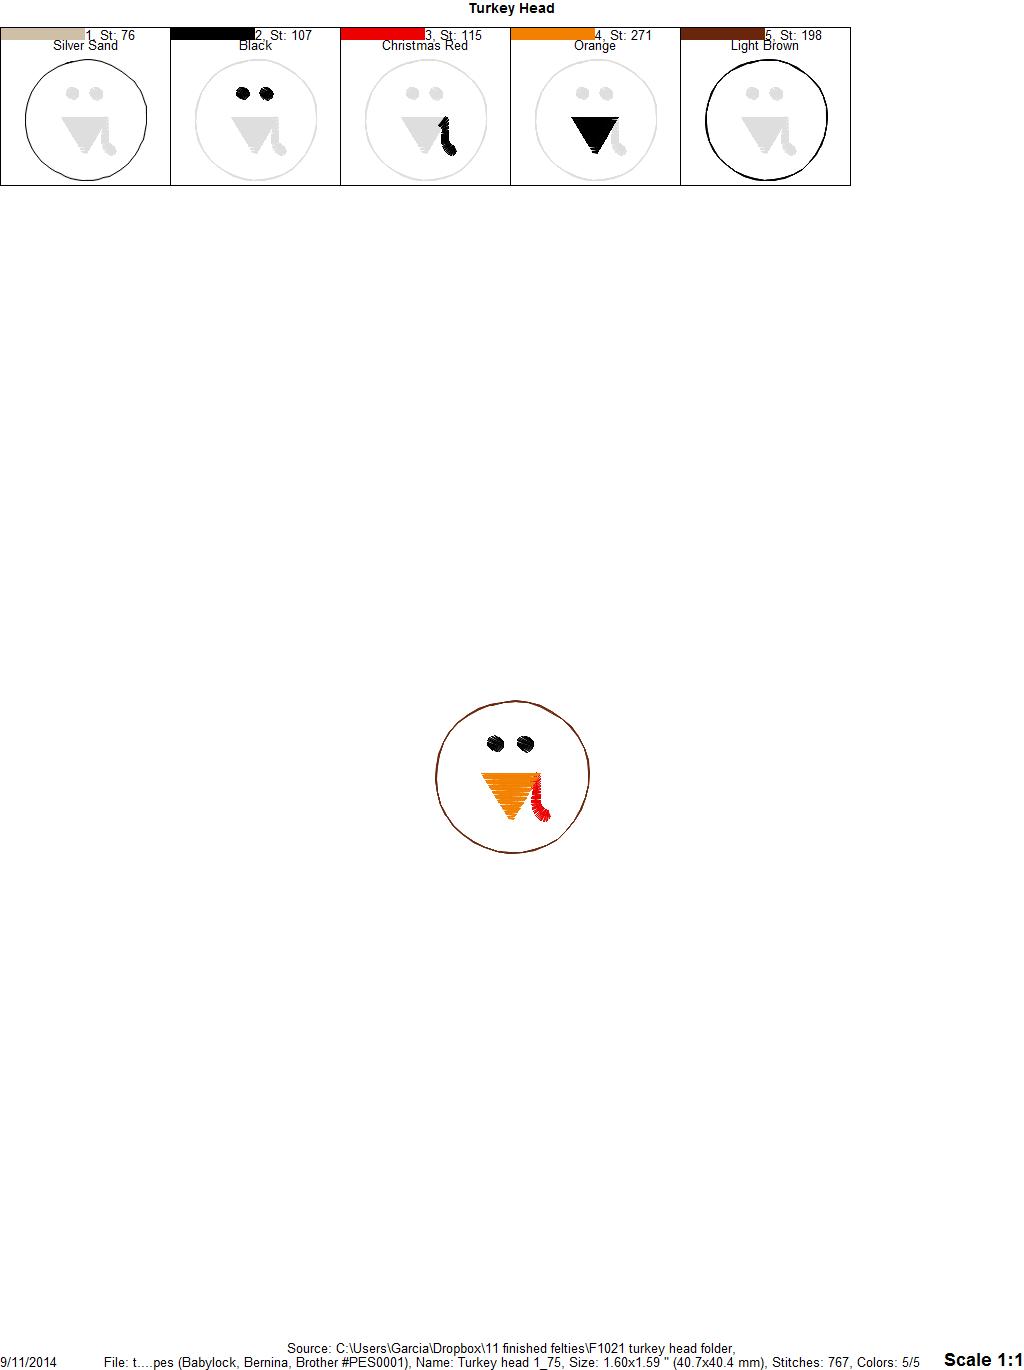 Turkey Head
1, St: 76
Silver Sand
2, St: 107
Black
3, St: 115
Christmas Red
4, St: 271
Orange
5, St: 198
Light Brown
Source: C:\Users\Garcia\Dropbox\11 finished felties\F1021 turkey head folder,
9/11/2014 File: t....pes (Babylock, Bernina, Brother #PES0001), Name: Turkey head 1_75, Size: 1.60x1.59 " (40.7x40.4 mm), Stitches: 767, Colors: 5/5 Scale 1:1